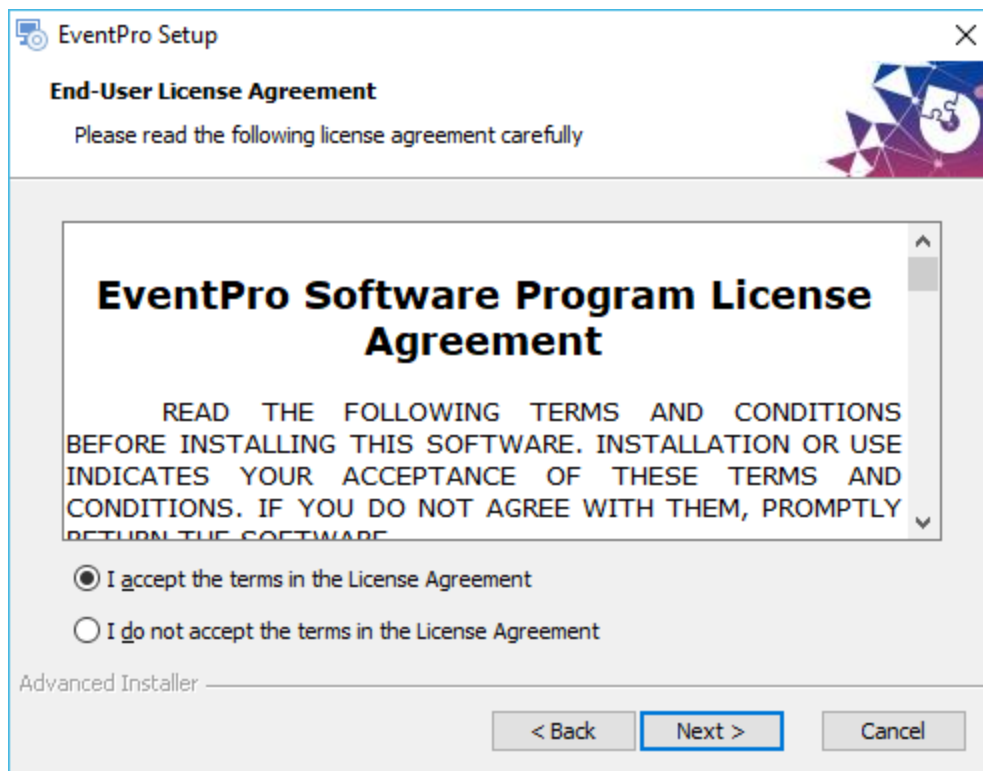 EventPro Setup
End-User License Agreement
Please read the following license agreement carefully
EventPro Software Program License
Agreement
READ THE FOLLOWING TERMS AND CONDITIONS
BEFORE INSTALLING THIS SOFTWARE. INSTALLATION OR USE
INDICATES YOUR ACCEPTANCE OF THESE TERMS AND
CONDITIONS. IF YOU DO NOT AGREE WITH THEM, PROMPTLY
RETURN THE SOFTWARE
I accept the terms in the License Agreement
I do not accept the terms in the License Agreement
Advanced Installer
< Back
Next >
Cancel